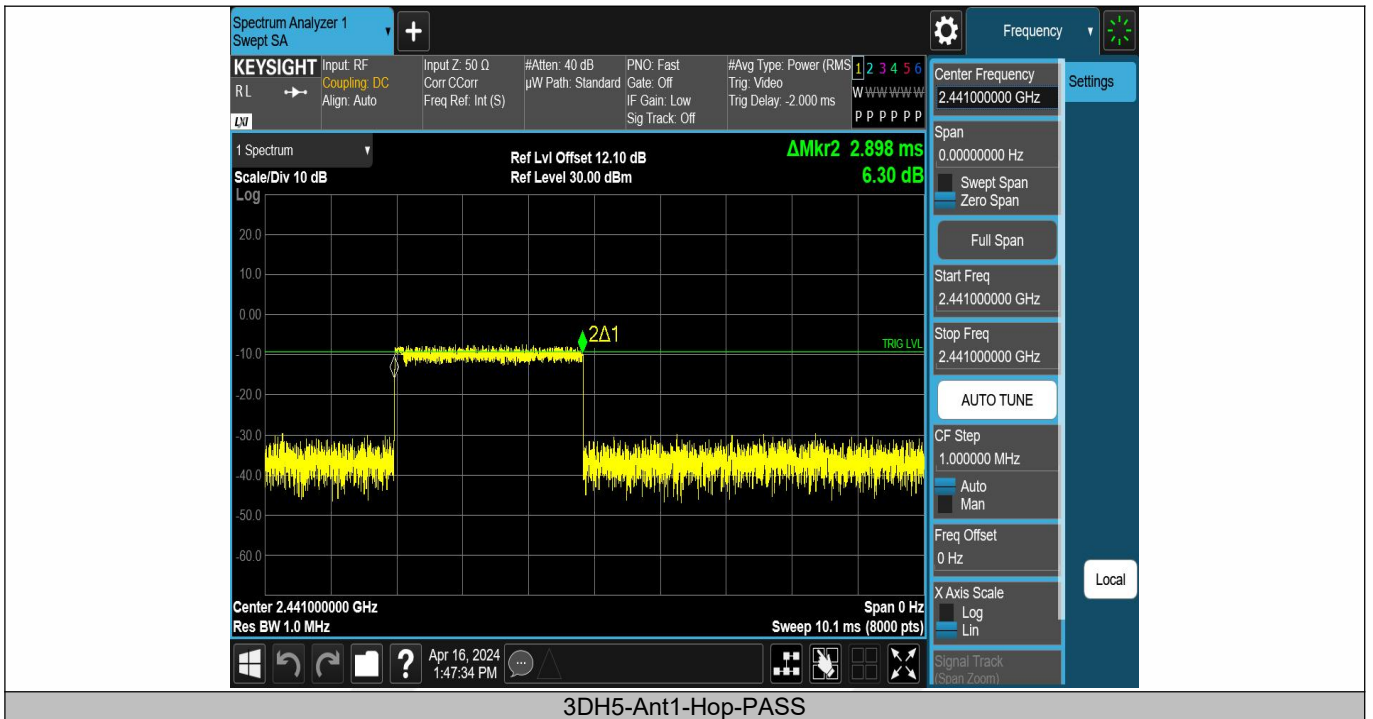 Spectrum Analyzer 1
Swept SA
+
Frequency
KEYSIGHT
RL
LXI
Input: RF
Coupling: DC
Align: Auto
Input Z: 50 Ω
Corr CCorr
Freq Ref: Int (S)
#Atten: 40 dB
µW Path: Standard
PNO: Fast
Gate: Off
IF Gain: Low
Sig Track: Off
#Avg Type: Power (RMS
Trig: Video
Trig Delay: -2.000 ms
1 2 3 4 5 6
W W W W W W
P P P P P P
1 Spectrum
Scale/Div 10 dB
Log
Ref Lvl Offset 12.10 dB
Ref Level 30.00 dBm
ΔMkr2 2.898 ms
6.30 dB
20.0
10.0
0.00
-10.0
-20.0
-30.0
-40.0
-50.0
-60.0
2Δ1
TRIG LVL
Center 2.441000000 GHz
Res BW 1.0 MHz
Span 0 Hz
Sweep 10.1 ms (8000 pts)
Center Frequency
2.441000000 GHz
Settings
Span
0.00000000 Hz
Swept Span
Zero Span
Full Span
Start Freq
2.441000000 GHz
Stop Freq
2.441000000 GHz
AUTO TUNE
CF Step
1.000000 MHz
Auto
Man
Freq Offset
0 Hz
X Axis Scale
Log
Lin
Signal Track
(Span Zoom)
Local
?
Apr 16, 2024
1:47:34 PM
3DH5-Ant1-Hop-PASS